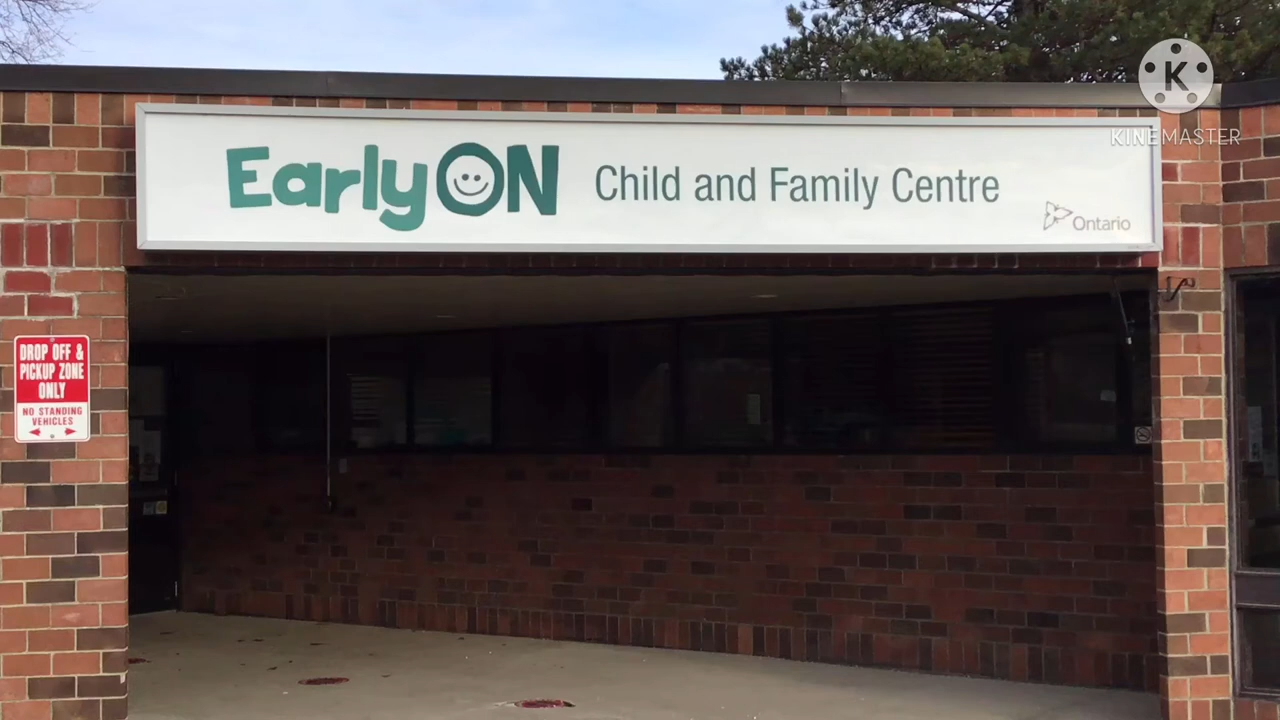 K
KINEMASTER
EarlyON Child and Family Centre
Ontario
DROP OFF &
PICKUP ZONE
ONLY
NO STANDING
VEHICLES